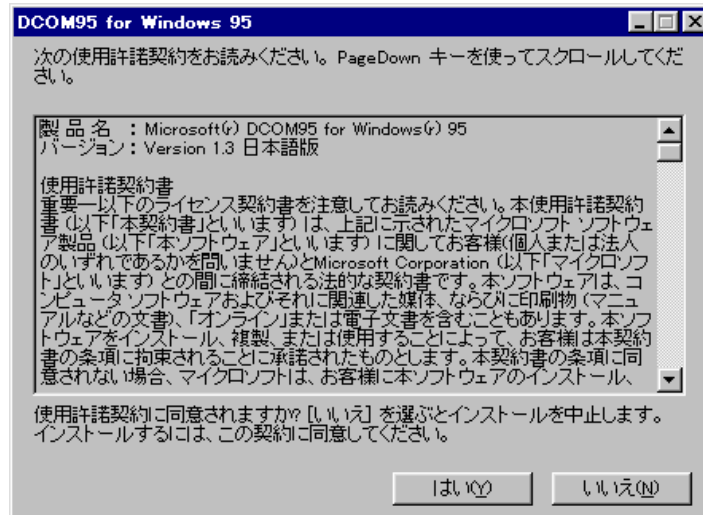 DCOM95 for Windows 95
次の使用許諾契約をお読みください。PageDown キーを使ってスクロールしてくだ
さい。
製品名 ：Microsoft(r) DCOM95 for Windows(r) 95
バージョン：Version 1.3 日本語版
使用許諾契約書
重要－以下のライセンス契約書を注意してお読みください。本使用許諾契約
書（以下「本契約書」といいます）は、上記に示されたマイクロソフト ソフトウェ
ア製品（以下「本ソフトウェア」といいます）に関してお客様（個人または法人
のいずれであるかを問いません）とMicrosoft Corporation（以下「マイクロソフ
ト」といいます）との間に締結される法的な契約書です。本ソフトウェアは、コ
ンピュータ ソフトウェアおよびそれに関連した媒体、ならびに印刷物（マニュ
アルなどの文書）、「オンライン」または電子文書を含むこともあります。本ソフ
トウェアをインストール、複製、または使用することによって、お客様は本契約
書の条項に拘束されることに承諾されたものとします。本契約書の条項に同
意されない場合、マイクロソフトは、お客様に本ソフトウェアのインストール、
使用許諾契約に同意されますか? [いいえ] を選ぶとインストールを中止します。
インストールするには、この契約に同意してください。
はい(Y)
いいえ(N)